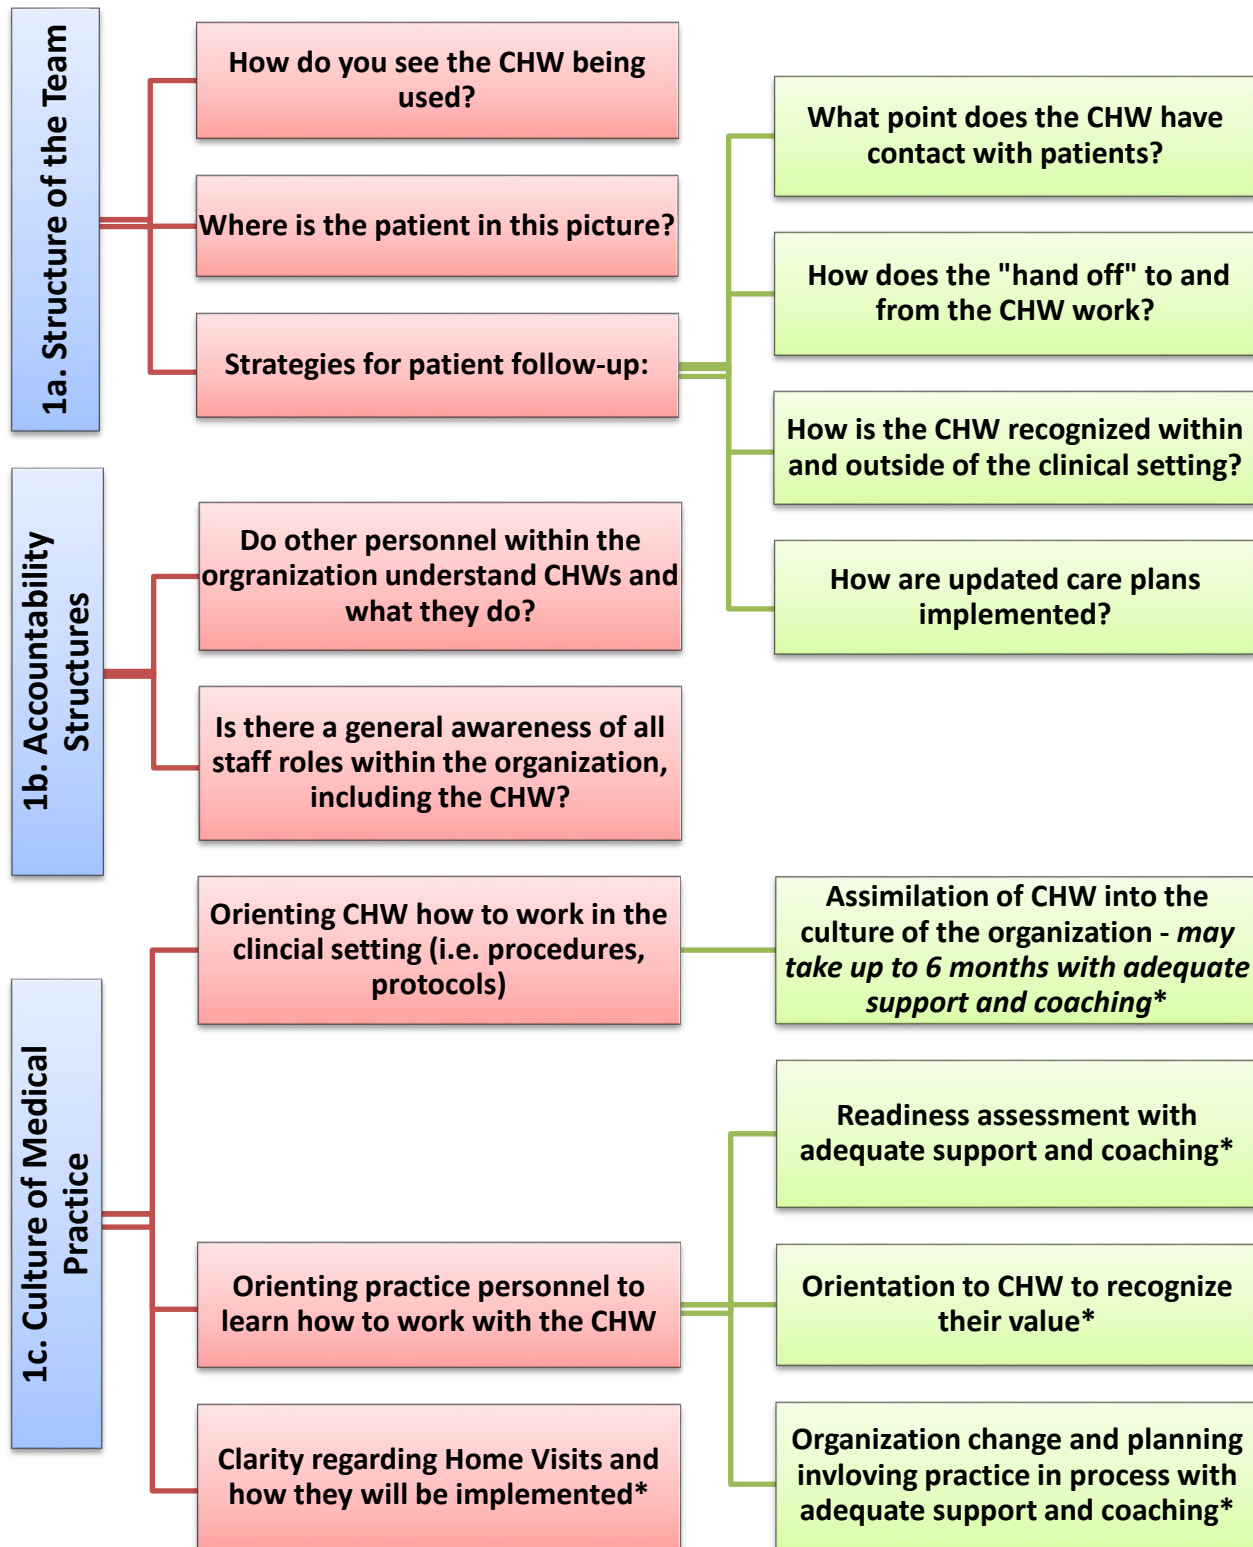 1a. Structure of the Team
How do you see the CHW being
used?
Where is the patient in this picture?
Strategies for patient follow-up:
What point does the CHW have
contact with patients?
How does the "hand off" to and
from the CHW work?
How is the CHW recognized within
and outside of the clinical setting?
How are updated care plans
implemented?
1b. Accountability
Structures
Do other personnel within the
orgranization understand CHWs and
what they do?
Is there a general awareness of all
staff roles within the organization,
including the CHW?
1c. Culture of Medical
Practice
Orienting CHW how to work in the
clincial setting (i.e. procedures,
protocols)
Assimilation of CHW into the
culture of the organization - may
take up to 6 months with adequate
support and coaching*
Orienting practice personnel to
learn how to work with the CHW
Readiness assessment with
adequate support and coaching*
Orientation to CHW to recognize
their value*
Organization change and planning
invloving practice in process with
adequate support and coaching*
Clarity regarding Home Visits and
how they will be implemented*